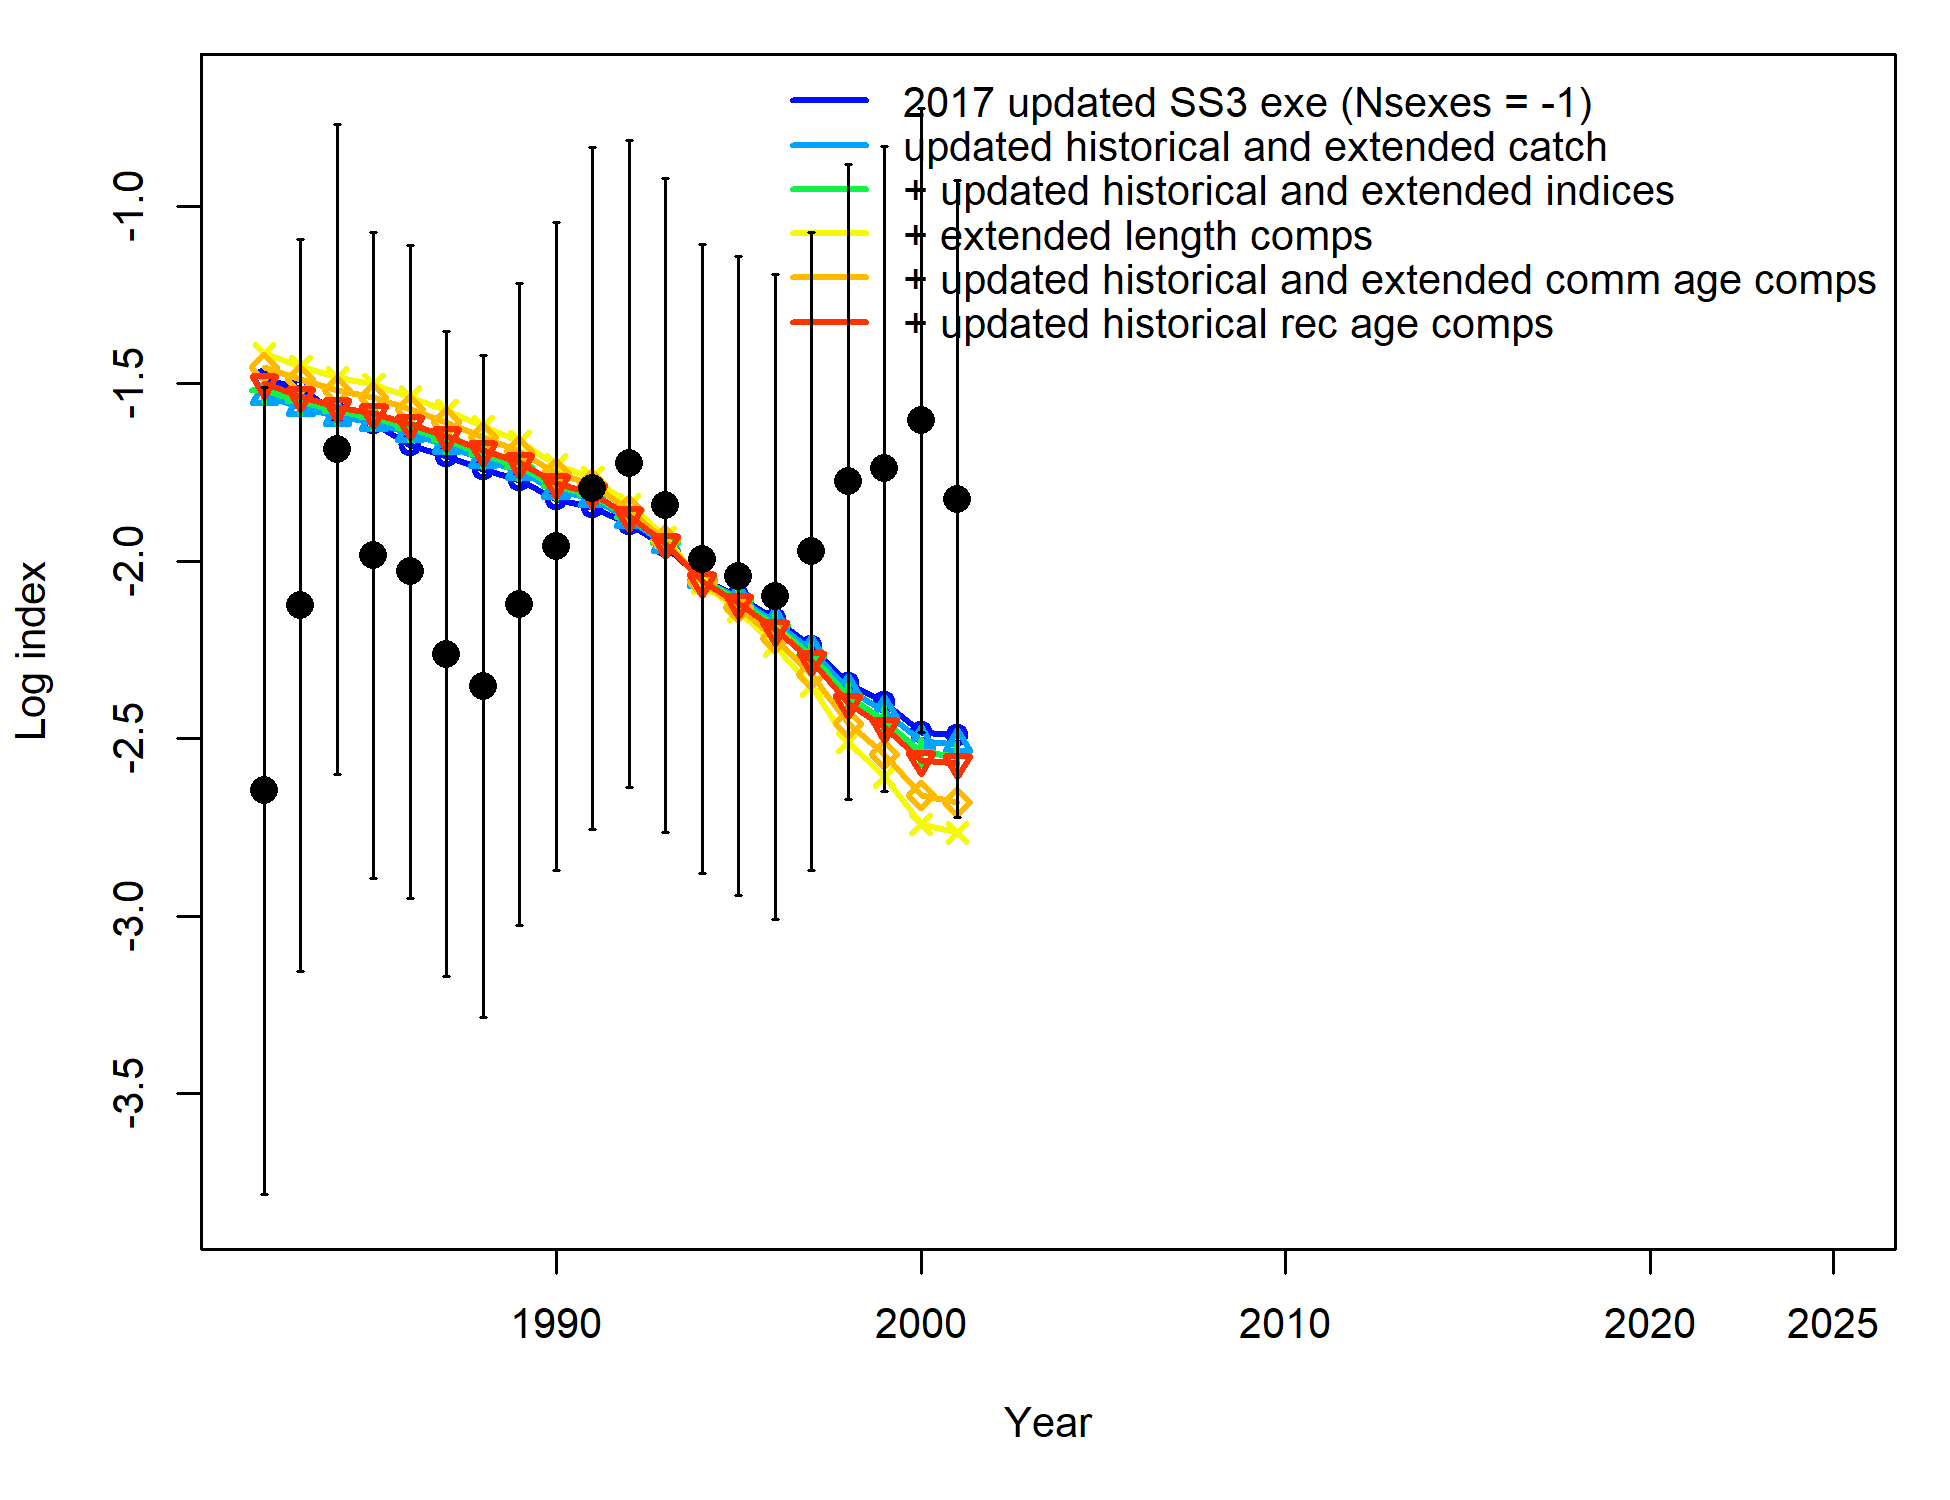 2017 updated SS3 exe (Nsexes = -1)
updated historical and extended catch
+ updated historical and extended indices
+ extended length comps
+ updated historical and extended comm age comps
+ updated historical rec age comps
-1.0
-1.5
-2.0
-2.5
-3.0
-3.5
Log index
1990 2000 2010 2020 2025
Year